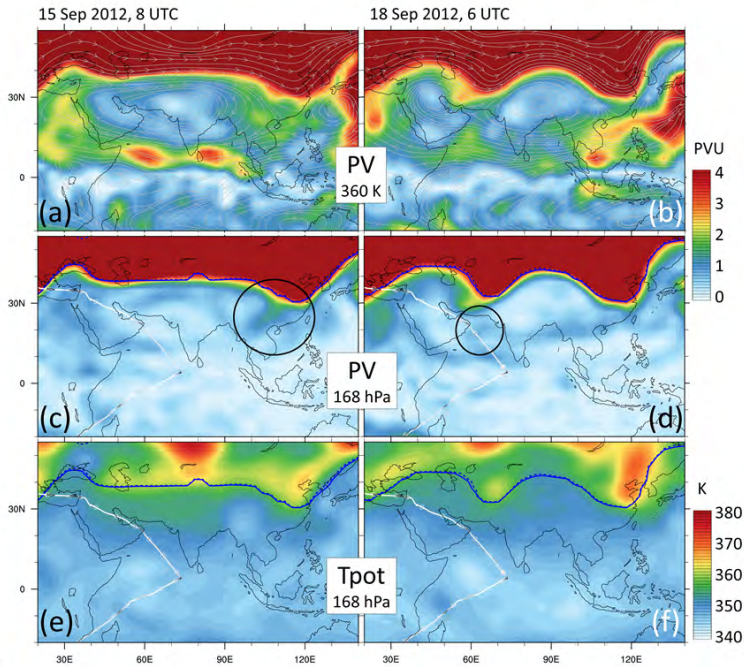 15 Sep 2012, 8 UTC
18 Sep 2012, 6 UTC
30N
0
(a)
(b)
PV
360 K
PVU
4
3
2
1
0
30N
0
(c)
(d)
PV
168 hPa
30N
0
(e)
(f)
Tpot
168 hPa
K
380
370
360
350
340
30E
60E
90E
120E
30E
60E
90E
120E